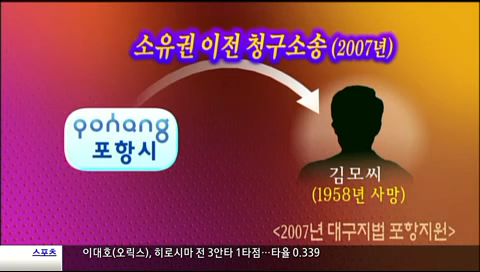 소유권 이전 청구소송 (2007년)
pohang
포항시
김모씨
(1958년 사망)
<2007년 대구지법 포항지원>
스포츠 이대호(오릭스), 히로시마 전 3안타 1타점…타율 0.339